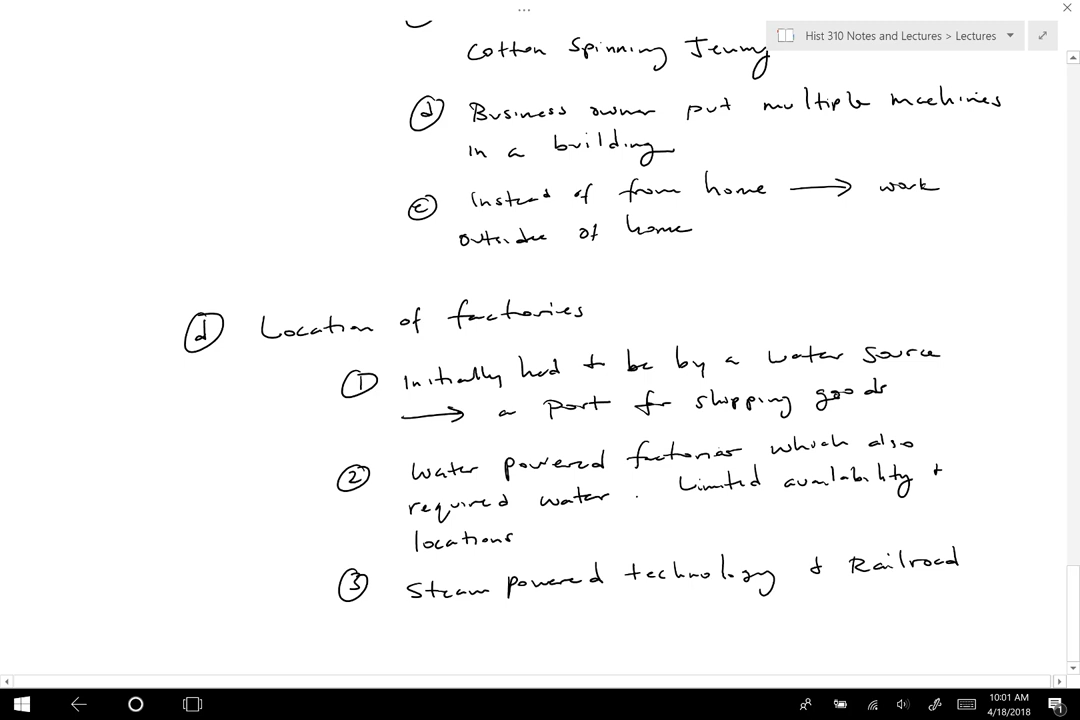 Hist 310 Notes and Lectures > Lectures
Cotton Spinning Jenny
d Business owner put multiple machines
in a building
e Instead of from home → work
outside of home
d Location of factories
1 Initially had to be by a water source
→ a port for shipping goods
2 Water powered factories which also
required water. Limited availability +
locations
3 Steam powered technology & Railroad
10:01 AM
4/18/2018
1